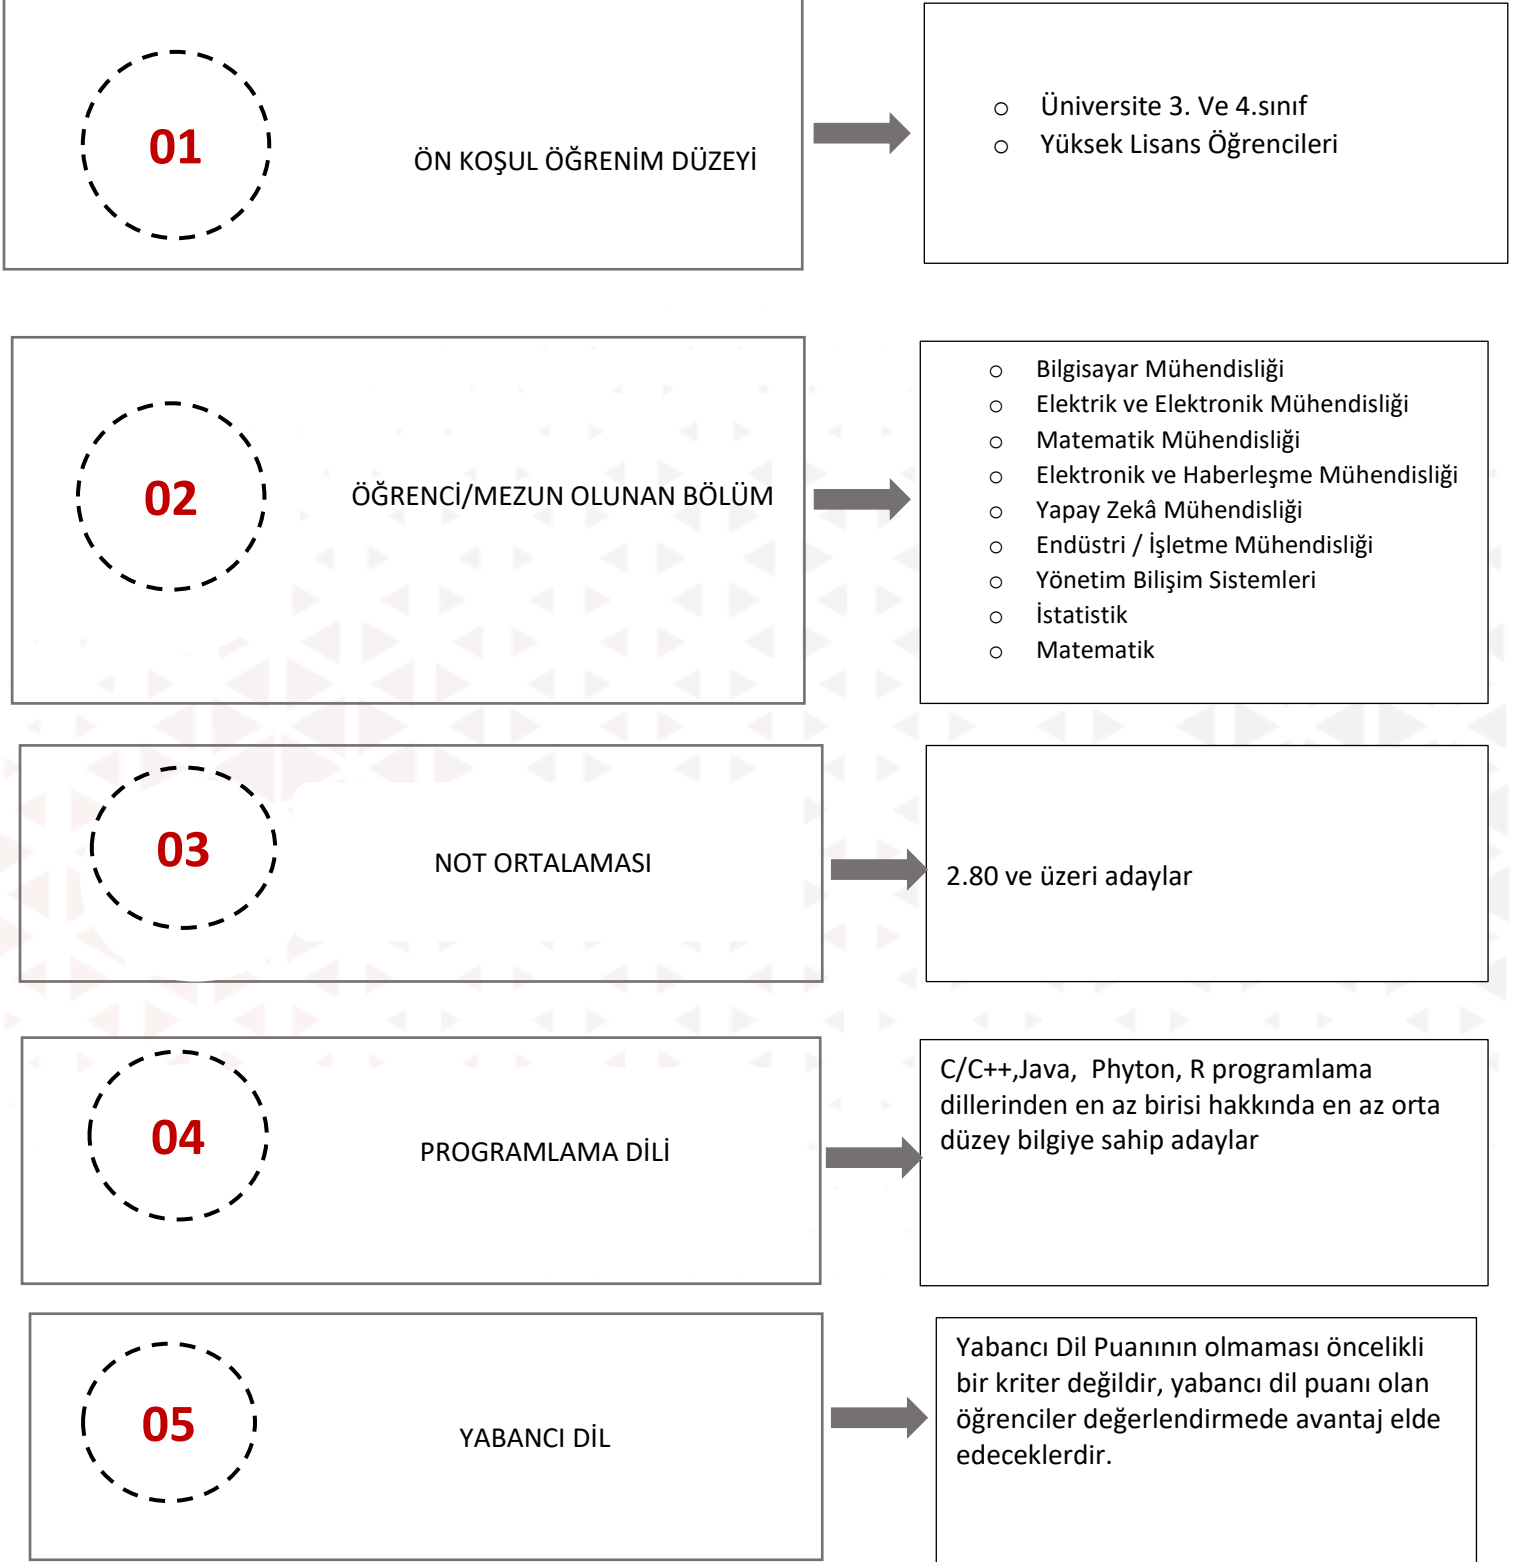 01
ÖN KOŞUL ÖĞRENİM DÜZEYİ
o Üniversite 3. Ve 4.sınıf
o Yüksek Lisans Öğrencileri
02
ÖĞRENCİ/MEZUN OLUNAN BÖLÜM
o Bilgisayar Mühendisliği
o Elektrik ve Elektronik Mühendisliği
o Matematik Mühendisliği
o Elektronik ve Haberleşme Mühendisliği
o Yapay Zekâ Mühendisliği
o Endüstri / İşletme Mühendisliği
o Yönetim Bilişim Sistemleri
o İstatistik
o Matematik
03
NOT ORTALAMASI
2.80 ve üzeri adaylar
04
PROGRAMLAMA DİLİ
C/C++,Java, Phyton, R programlama
dillerinden en az birisi hakkında en az orta
düzey bilgiye sahip adaylar
05
YABANCI DİL
Yabancı Dil Puanının olmaması öncelikli
bir kriter değildir, yabancı dil puanı olan
öğrenciler değerlendirmede avantaj elde
edeceklerdir.